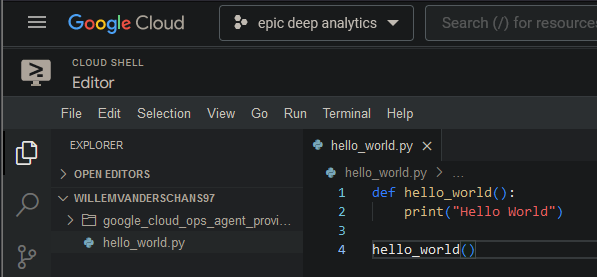 Google Cloud
epic deep analytics
Search (/) for resource
CLOUD SHELL
Editor
File Edit Selection View Go Run Terminal Help
EXPLORER
OPEN EDITORS
WILLEMVANDERSCHANS97
google_cloud_ops_agent_provi...
hello_world.py
hello_world.py
hello_world.py > ...
1 def hello_world():
2 print("Hello World")
3
4 hello_world()